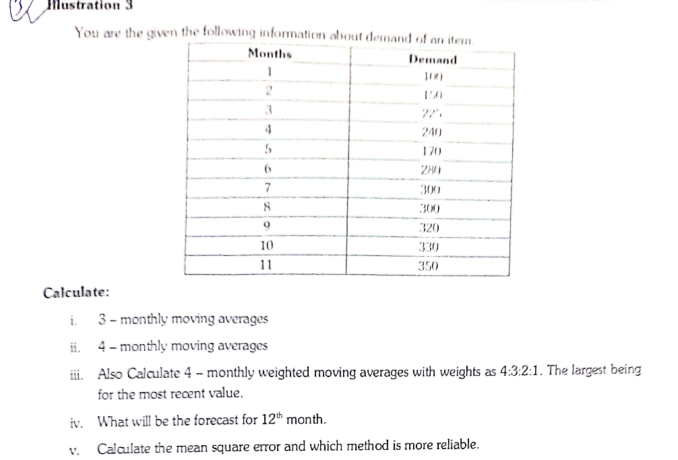 Illustration 3
You are the given the following information about demand of an item
Months Demand
1 100
2 150
3 225
4 240
5 170
6 280
7 300
8 300
9 320
10 330
11 350
Calculate:
i. 3 – monthly moving averages
ii. 4 – monthly moving averages
iii. Also Calculate 4 – monthly weighted moving averages with weights as 4:3:2:1. The largest being
for the most recent value.
iv. What will be the forecast for 12th month.
v. Calculate the mean square error and which method is more reliable.